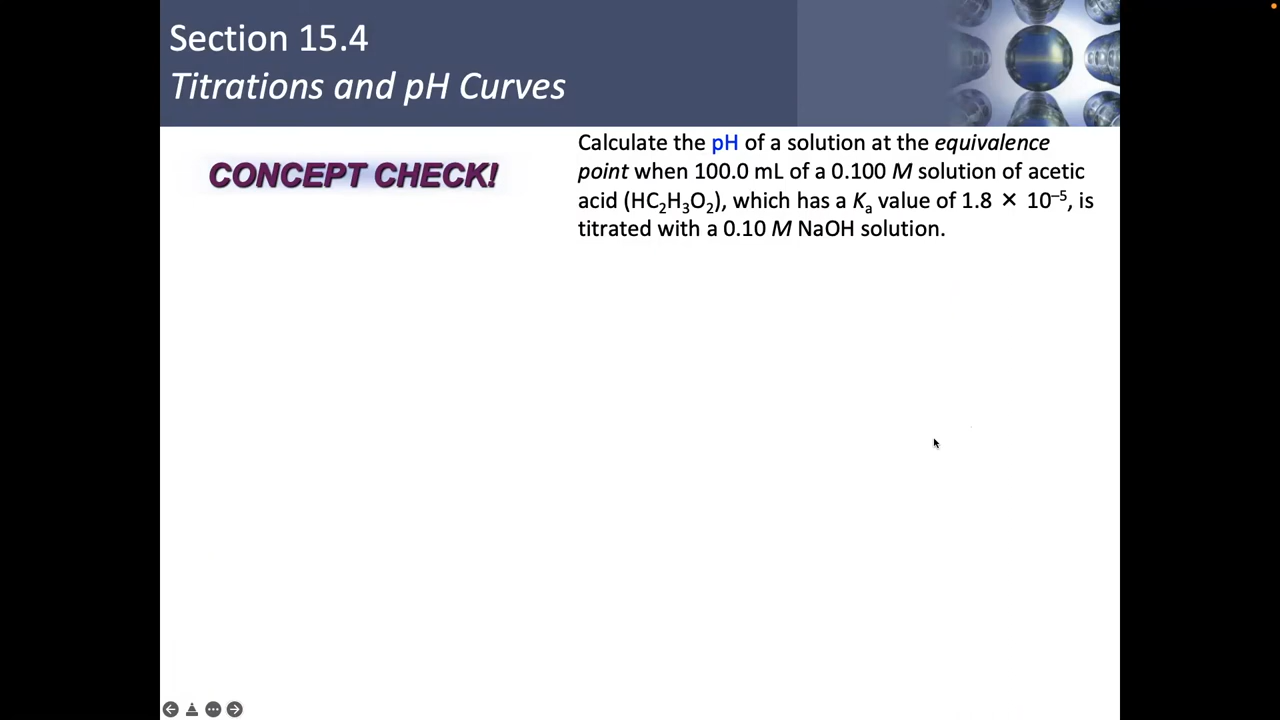 Section 15.4
Titrations and pH Curves
CONCEPT CHECK!
Calculate the pH of a solution at the equivalence
point when 100.0 mL of a 0.100 M solution of acetic
acid (HC₂H₃O₂), which has a Kₐ value of 1.8 × 10⁻⁵, is
titrated with a 0.10 M NaOH solution.